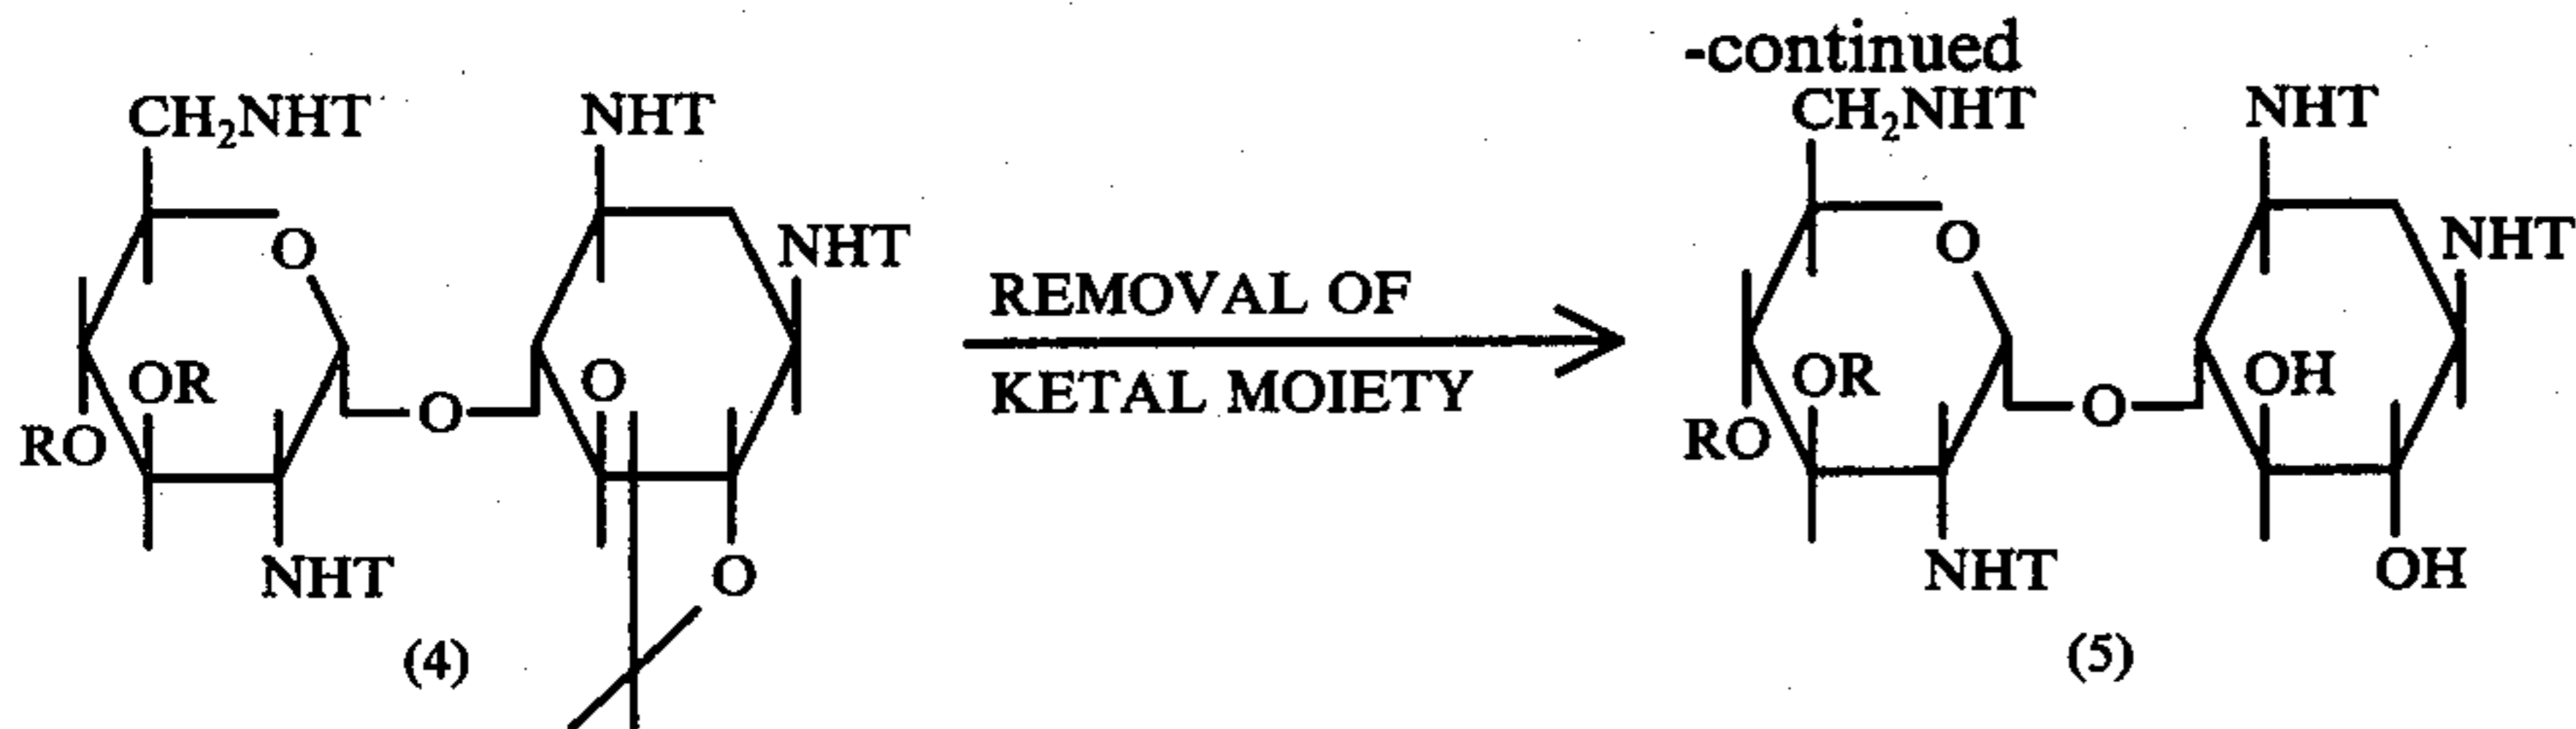 -continued
CH₂NHT
NHT
O
NHT
OR
RO
O
O
NHT
O
(4)
REMOVAL OF
KETAL MOIETY
CH₂NHT
NHT
O
NHT
OR
RO
O
OH
NHT
OH
(5)